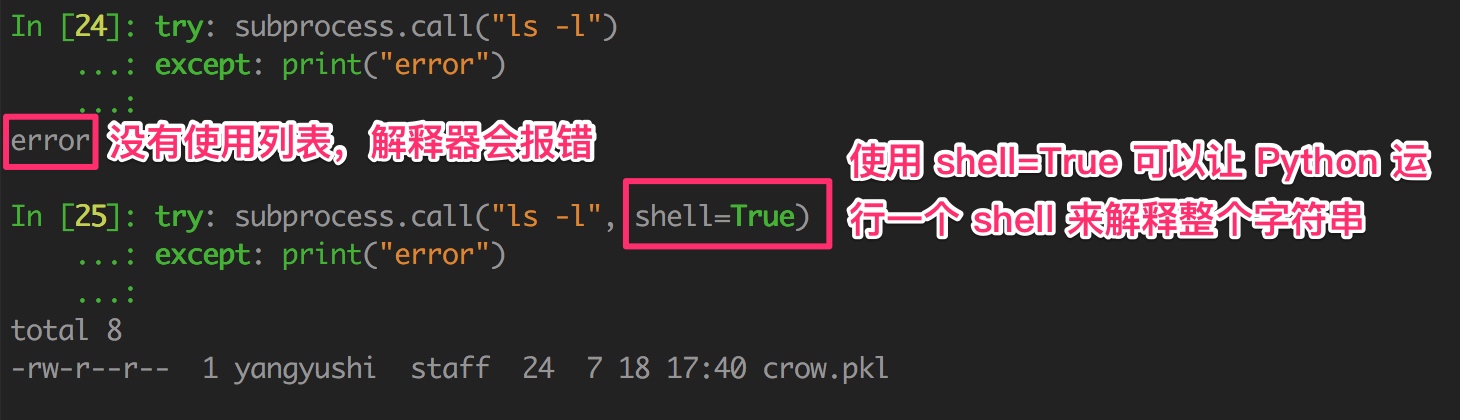 In [24]: try: subprocess.call("ls -l")
    ...: except: print("error")
    ...:
error 没有使用列表，解释器会报错
使用 shell=True 可以让 Python 运
行一个 shell 来解释整个字符串
In [25]: try: subprocess.call("ls -l", shell=True)
    ...: except: print("error")
    ...:
total 8
-rw-r--r--  1 yangyushi  staff  24  7 18 17:40 crow.pkl